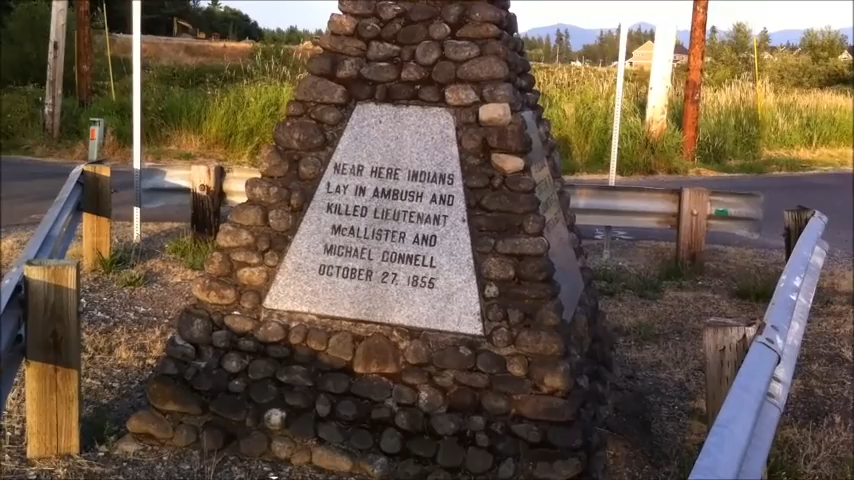 NEAR HERE INDIANS
LAY IN AMBUSH AND
KILLED LIEUTENANT
McALLISTER AND
MICHAEL CONNELL
OCTOBER 27, 1855